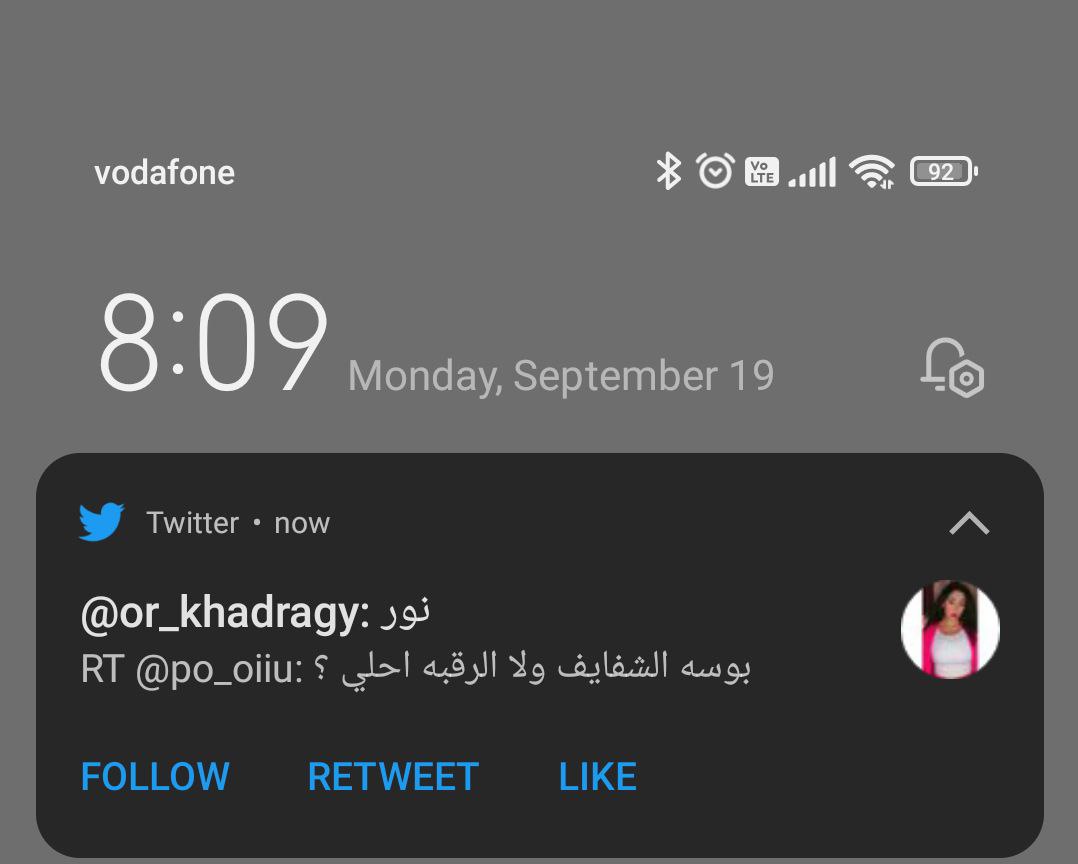 vodafone
Vo LTE
92
8:09 Monday, September 19
Twitter • now
@or_khadragy: نور
RT @po_oiiu: بوسه الشفايف ولا الرقبه احلي ؟
FOLLOW RETWEET LIKE